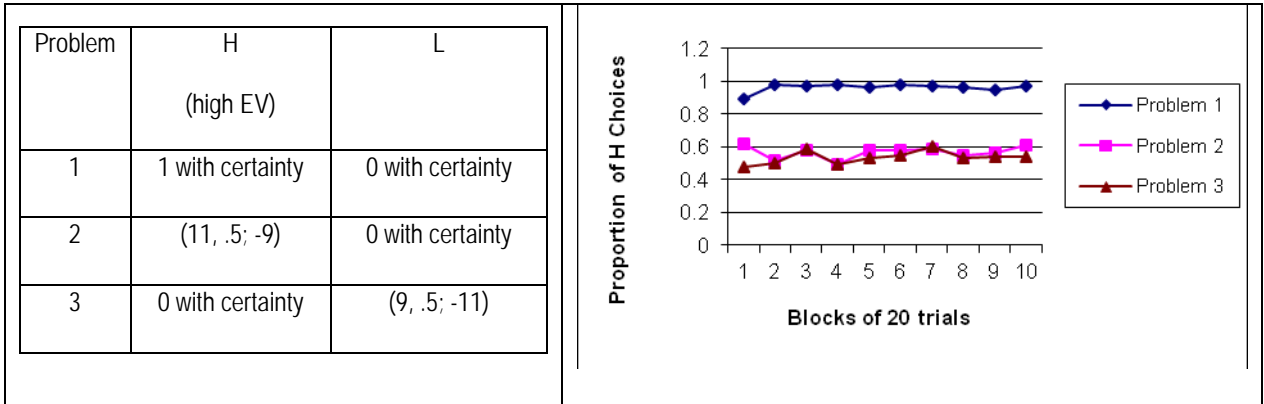 Problem H L
(high EV)
1 1 with certainty 0 with certainty
2 (11, .5; -9) 0 with certainty
3 0 with certainty (9, .5; -11)
Proportion of H Choices
1.2
1
0.8
0.6
0.4
0.2
0
1 2 3 4 5 6 7 8 9 10
Blocks of 20 trials
Problem 1
Problem 2
Problem 3